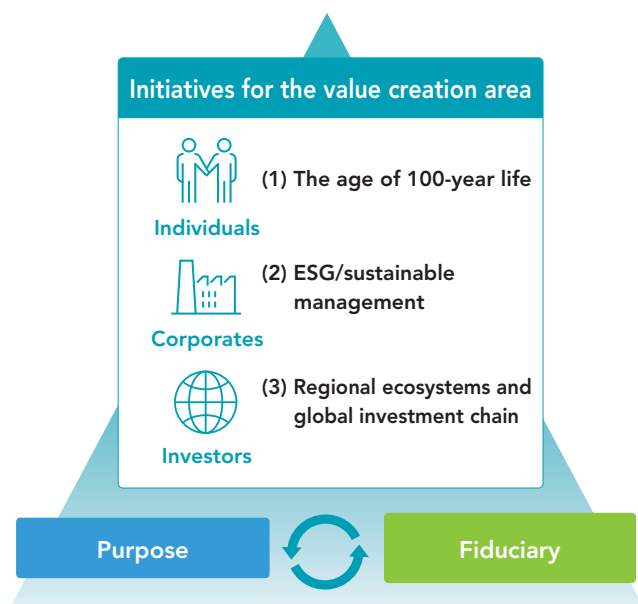 Initiatives for the value creation area
(1) The age of 100-year life
Individuals
(2) ESG/sustainable
management
Corporates
(3) Regional ecosystems and
global investment chain
Investors
Purpose
Fiduciary